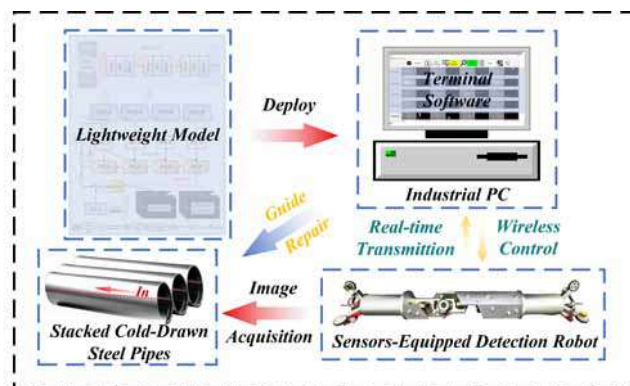 Lightweight Model
Deploy
Terminal
Software
Industrial PC
Guide
Repair
Real-time
Transmittion
Wireless
Control
In
Stacked Cold-Drawn
Steel Pipes
Image
Acquisition
Sensors-Equipped Detection Robot